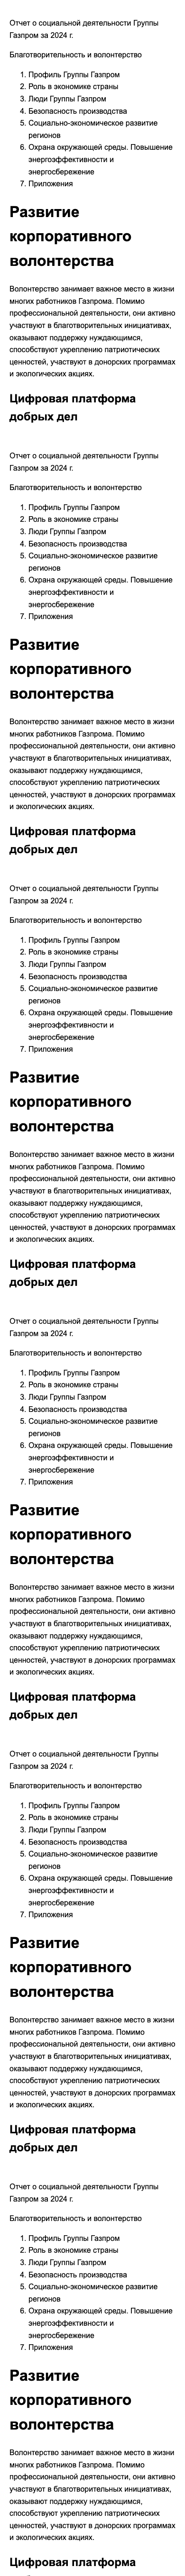 Отчет о социальной деятельности Группы
Газпром за 2024 г.
Благотворительность и волонтерство
1. Профиль Группы Газпром
2. Роль в экономике страны
3. Люди Группы Газпром
4. Безопасность производства
5. Социально-экономическое развитие
регионов
6. Охрана окружающей среды. Повышение
энергоэффективности и
энергосбережение
7. Приложения
Развитие
корпоративного
волонтерства
Волонтерство занимает важное место в жизни
многих работников Газпрома. Помимо
профессиональной деятельности, они активно
участвуют в благотворительных инициативах,
оказывают поддержку нуждающимся,
способствуют укреплению патриотических
ценностей, участвуют в донорских программах
и экологических акциях.
Цифровая платформа
добрых дел
Отчет о социальной деятельности Группы
Газпром за 2024 г.
Благотворительность и волонтерство
1. Профиль Группы Газпром
2. Роль в экономике страны
3. Люди Группы Газпром
4. Безопасность производства
5. Социально-экономическое развитие
регионов
6. Охрана окружающей среды. Повышение
энергоэффективности и
энергосбережение
7. Приложения
Развитие
корпоративного
волонтерства
Волонтерство занимает важное место в жизни
многих работников Газпрома. Помимо
профессиональной деятельности, они активно
участвуют в благотворительных инициативах,
оказывают поддержку нуждающимся,
способствуют укреплению патриотических
ценностей, участвуют в донорских программах
и экологических акциях.
Цифровая платформа
добрых дел
Отчет о социальной деятельности Группы
Газпром за 2024 г.
Благотворительность и волонтерство
1. Профиль Группы Газпром
2. Роль в экономике страны
3. Люди Группы Газпром
4. Безопасность производства
5. Социально-экономическое развитие
регионов
6. Охрана окружающей среды. Повышение
энергоэффективности и
энергосбережение
7. Приложения
Развитие
корпоративного
волонтерства
Волонтерство занимает важное место в жизни
многих работников Газпрома. Помимо
профессиональной деятельности, они активно
участвуют в благотворительных инициативах,
оказывают поддержку нуждающимся,
способствуют укреплению патриотических
ценностей, участвуют в донорских программах
и экологических акциях.
Цифровая платформа
добрых дел
Отчет о социальной деятельности Группы
Газпром за 2024 г.
Благотворительность и волонтерство
1. Профиль Группы Газпром
2. Роль в экономике страны
3. Люди Группы Газпром
4. Безопасность производства
5. Социально-экономическое развитие
регионов
6. Охрана окружающей среды. Повышение
энергоэффективности и
энергосбережение
7. Приложения
Развитие
корпоративного
волонтерства
Волонтерство занимает важное место в жизни
многих работников Газпрома. Помимо
профессиональной деятельности, они активно
участвуют в благотворительных инициативах,
оказывают поддержку нуждающимся,
способствуют укреплению патриотических
ценностей, участвуют в донорских программах
и экологических акциях.
Цифровая платформа
добрых дел
Отчет о социальной деятельности Группы
Газпром за 2024 г.
Благотворительность и волонтерство
1. Профиль Группы Газпром
2. Роль в экономике страны
3. Люди Группы Газпром
4. Безопасность производства
5. Социально-экономическое развитие
регионов
6. Охрана окружающей среды. Повышение
энергоэффективности и
энергосбережение
7. Приложения
Развитие
корпоративного
волонтерства
Волонтерство занимает важное место в жизни
многих работников Газпрома. Помимо
профессиональной деятельности, они активно
участвуют в благотворительных инициативах,
оказывают поддержку нуждающимся,
способствуют укреплению патриотических
ценностей, участвуют в донорских программах
и экологических акциях.
Цифровая платформа
добрых дел
Отчет о социальной деятельности Группы
Газпром за 2024 г.
Благотворительность и волонтерство
1. Профиль Группы Газпром
2. Роль в экономике страны
3. Люди Группы Газпром
4. Безопасность производства
5. Социально-экономическое развитие
регионов
6. Охрана окружающей среды. Повышение
энергоэффективности и
энергосбережение
7. Приложения
Развитие
корпоративного
волонтерства
Волонтерство занимает важное место в жизни
многих работников Газпрома. Помимо
профессиональной деятельности, они активно
участвуют в благотворительных инициативах,
оказывают поддержку нуждающимся,
способствуют укреплению патриотических
ценностей, участвуют в донорских программах
и экологических акциях.
Цифровая платформа